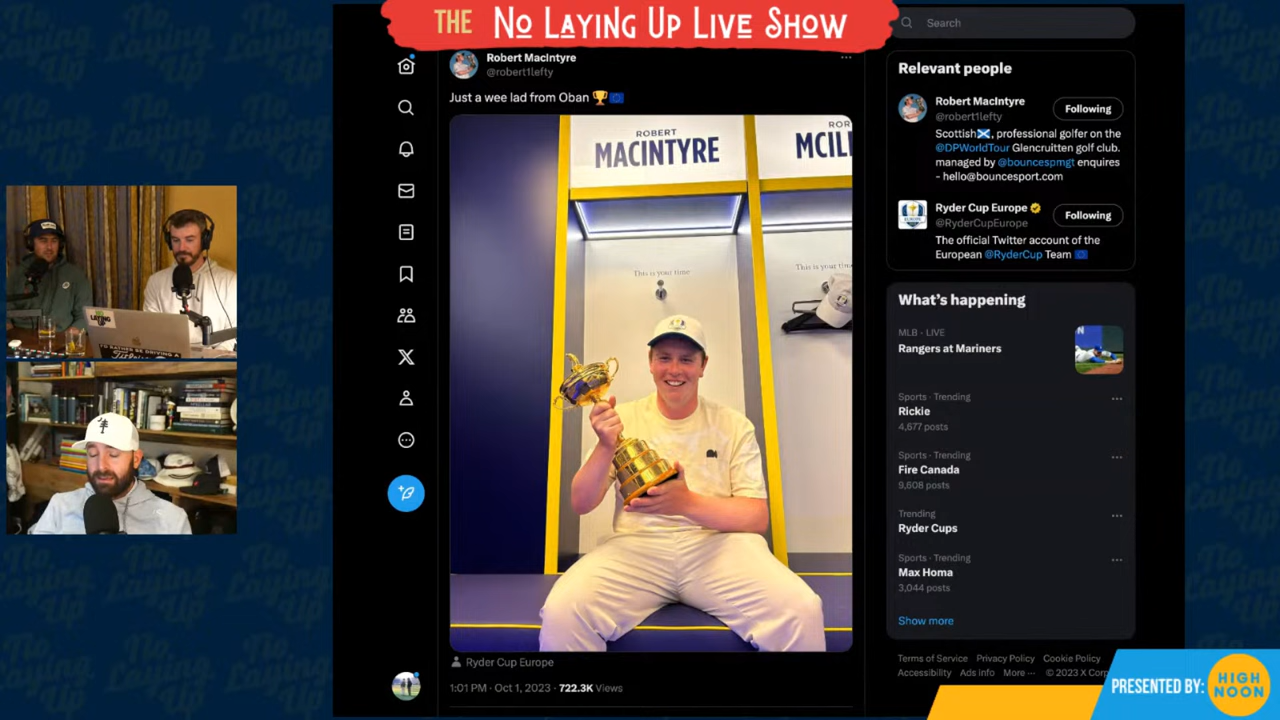 THE No Laying Up Live Show
Robert MacIntyre
@robert1lefty
Just a wee lad from Oban
ROBERT
MACINTYRE
ROR
MCIL
This is your time
This is your time
Ryder Cup Europe
1:01 PM · Oct 1, 2023 · 722.3K Views
Search
Relevant people
Robert MacIntyre
@robert1lefty
Following
Scottish, professional golfer on the
@DPWorldTour Glencruitten golf club.
managed by @bouncespmgt enquires
- hello@bouncesport.com
Ryder Cup Europe
@RyderCupEurope
Following
The official Twitter account of the
European @RyderCup Team
What's happening
MLB · LIVE
Rangers at Mariners
Sports · Trending
Rickie
4,677 posts
Sports · Trending
Fire Canada
9,608 posts
Trending
Ryder Cups
Sports · Trending
Max Homa
3,044 posts
Show more
Terms of Service Privacy Policy Cookie Policy
Accessibility Ads info More ··· © 2023 X Corp
PRESENTED BY:
HIGH
NOON